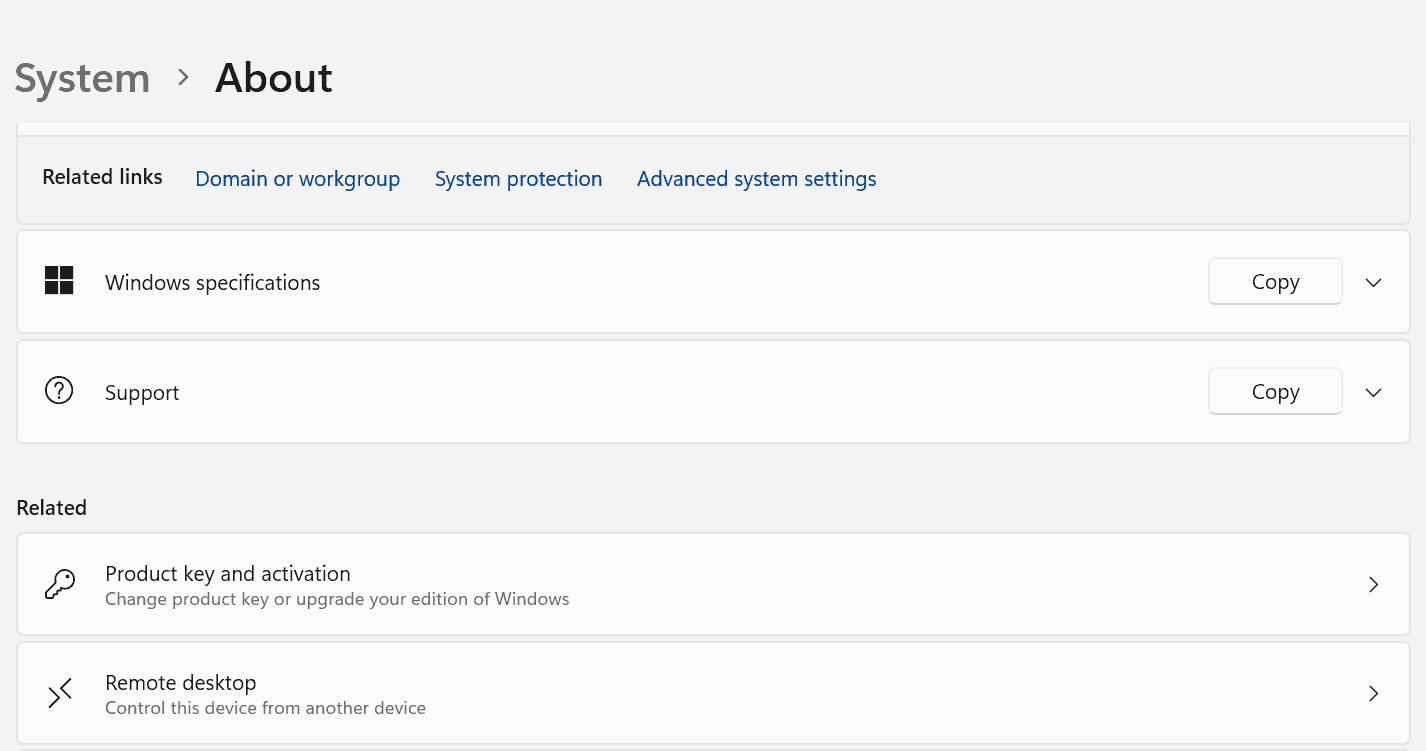 System > About
Related links Domain or workgroup System protection Advanced system settings
Windows specifications Copy
Support Copy
Related
Product key and activation
Change product key or upgrade your edition of Windows
Remote desktop
Control this device from another device